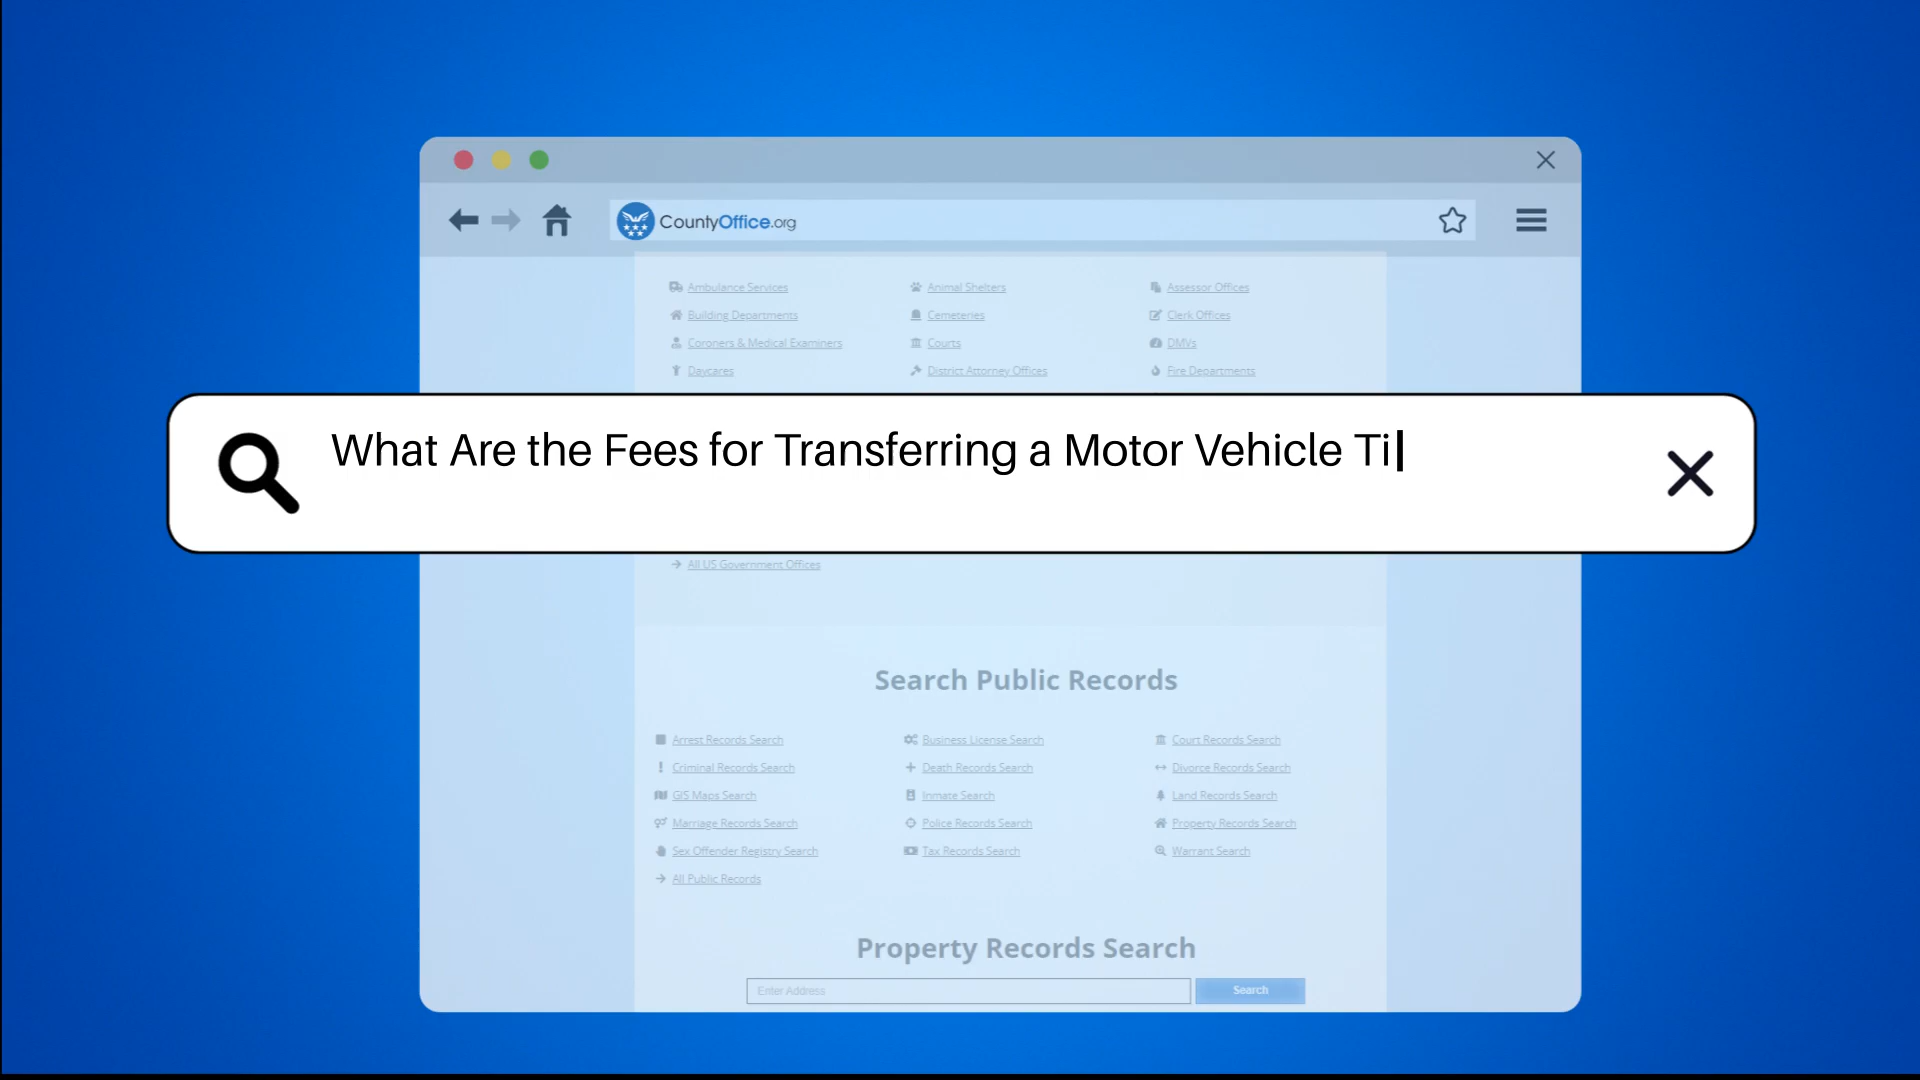 CountyOffice.org
Ambulance Services Animal Shelters Assessor Offices
Building Departments Cemeteries Clerk Offices
Coroners & Medical Examiners Courts DMVs
Daycares District Attorney Offices Fire Departments
What Are the Fees for Transferring a Motor Vehicle Ti
All US Government Offices
Search Public Records
Arrest Records Search Business License Search Court Records Search
Criminal Records Search Death Records Search Divorce Records Search
GIS Maps Search Inmate Search Land Records Search
Marriage Records Search Police Records Search Property Records Search
Sex Offender Registry Search Tax Records Search Warrant Search
All Public Records
Property Records Search
Enter Address Search